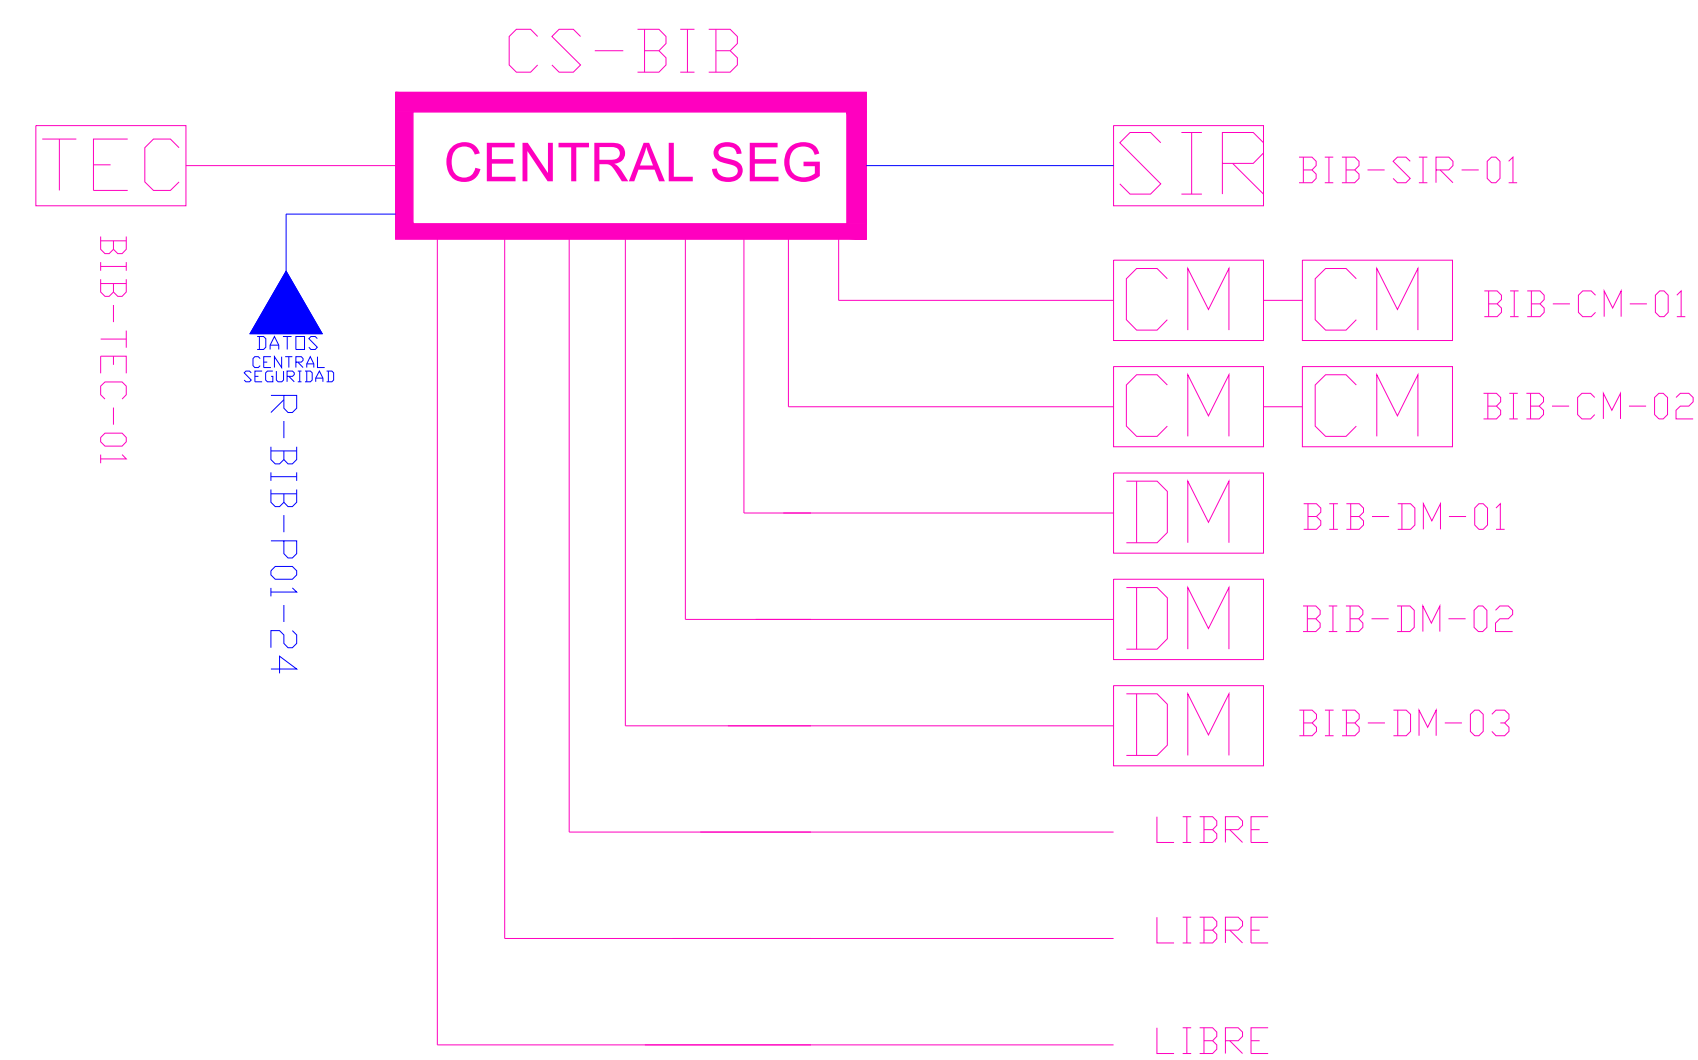 CS-BIB
TEC
CENTRAL SEG
SIR BIB-SIR-01
BIB-TEC-01
DATOS
CENTRAL
SEGURIDAD
R-BIB-P01-24
CM CM BIB-CM-01
CM CM BIB-CM-02
DM BIB-DM-01
DM BIB-DM-02
DM BIB-DM-03
LIBRE
LIBRE
LIBRE